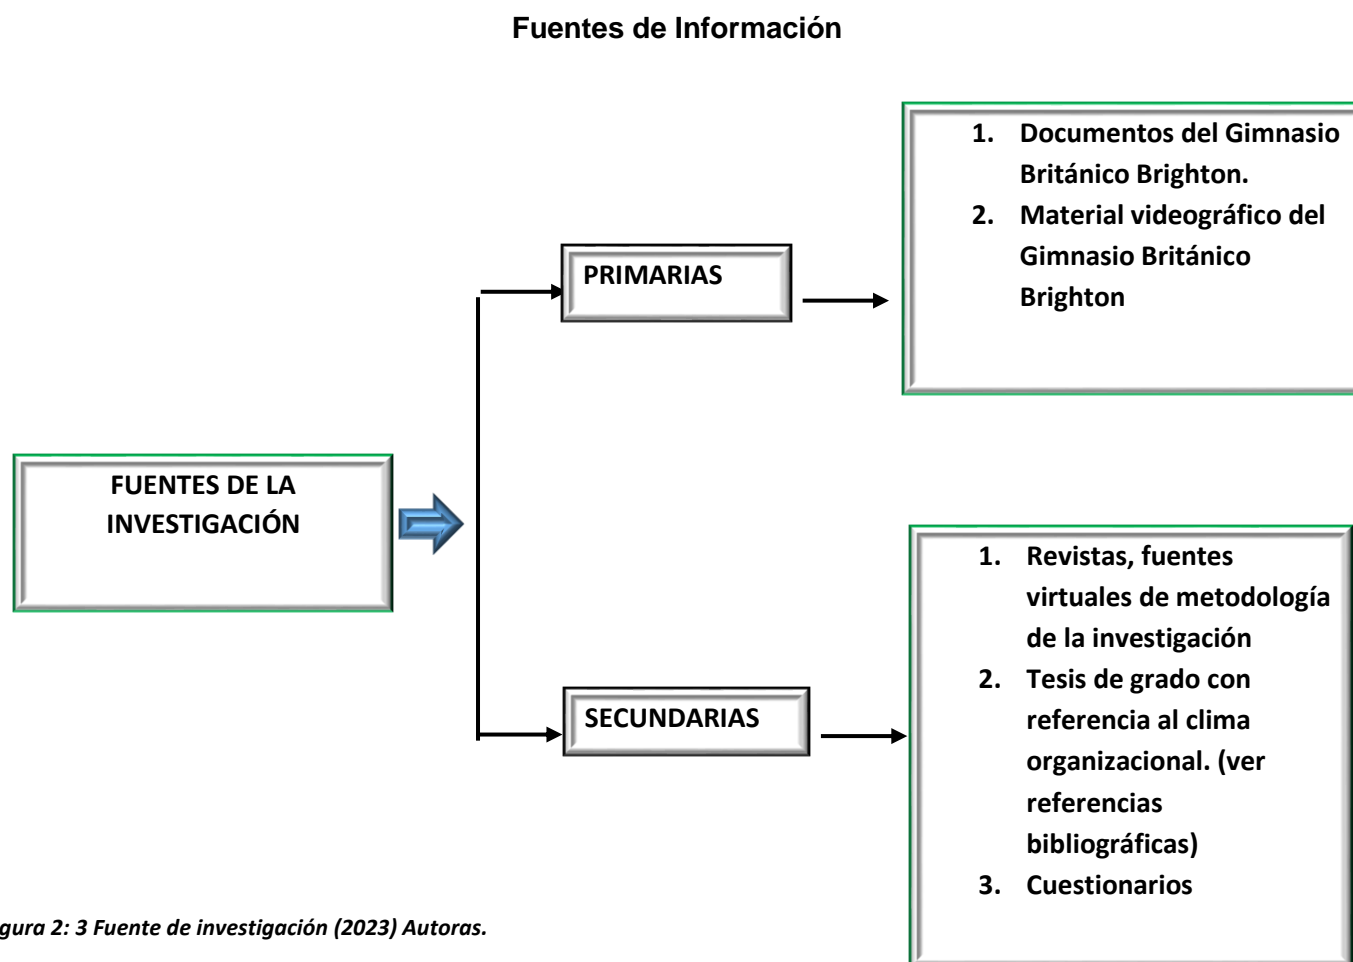 Fuentes de Información
1. Documentos del Gimnasio
Británico Brighton.
2. Material videográfico del
Gimnasio Británico
Brighton
PRIMARIAS
FUENTES DE LA
INVESTIGACIÓN
1. Revistas, fuentes
virtuales de metodología
de la investigación
2. Tesis de grado con
referencia al clima
organizacional. (ver
referencias
bibliográficas)
3. Cuestionarios
SECUNDARIAS
gura 2: 3 Fuente de investigación (2023) Autoras.